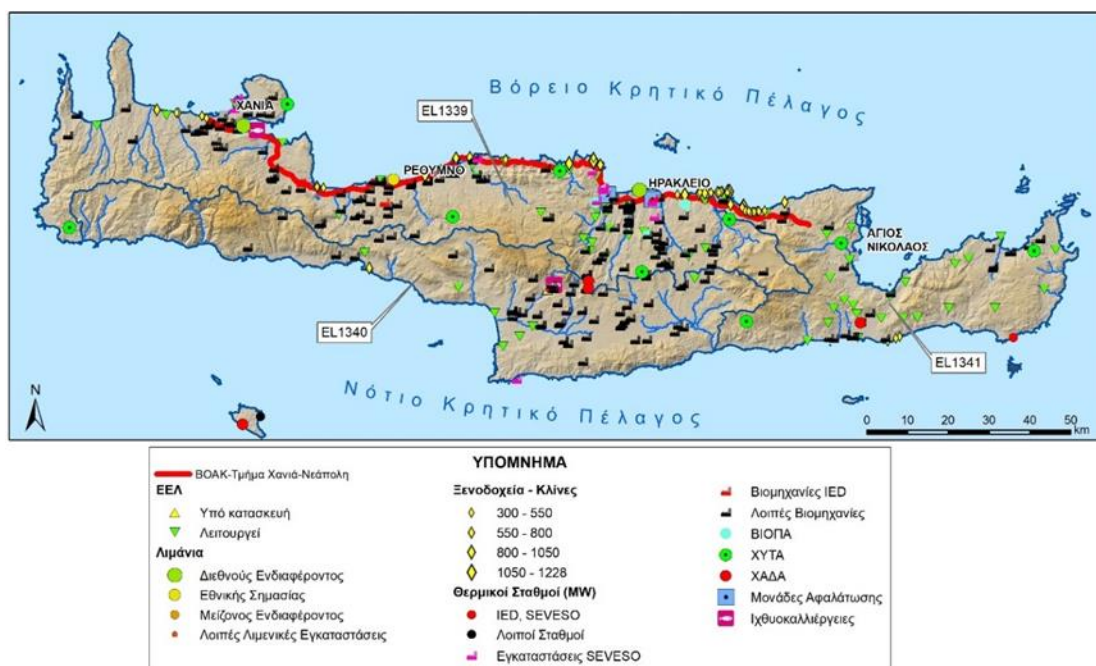 Βόρειο Κρητικό Πέλαγος
ΧΑΝΙΑ
EL1339
ΡΕΘΥΜΝΟ
ΗΡΑΚΛΕΙΟ
ΑΓΙΟΣ
ΝΙΚΟΛΑΟΣ
EL1340
EL1341
Νότιο Κρητικό Πέλαγος
N
0 10 20 30 40 50
km
ΥΠΟΜΝΗΜΑ
ΒΟΑΚ-Τμήμα Χανιά-Νεάπολη
ΕΕΛ
Υπό κατασκευή
Λειτουργεί
Λιμάνια
Διεθνούς Ενδιαφέροντος
Εθνικής Σημασίας
Μείζονος Ενδιαφέροντος
Λοιπές Λιμενικές Εγκαταστάσεις
Ξενοδοχεία - Κλίνες
300 - 550
550 - 800
800 - 1050
1050 - 1228
Θερμικοί Σταθμοί (MW)
IED, SEVESO
Λοιποί Σταθμοί
Εγκαταστάσεις SEVESO
Βιομηχανίες IED
Λοιπές Βιομηχανίες
ΒΙΟΠΑ
ΧΥΤΑ
ΧΑΔΑ
Μονάδες Αφαλάτωσης
Ιχθυοκαλλιέργειες